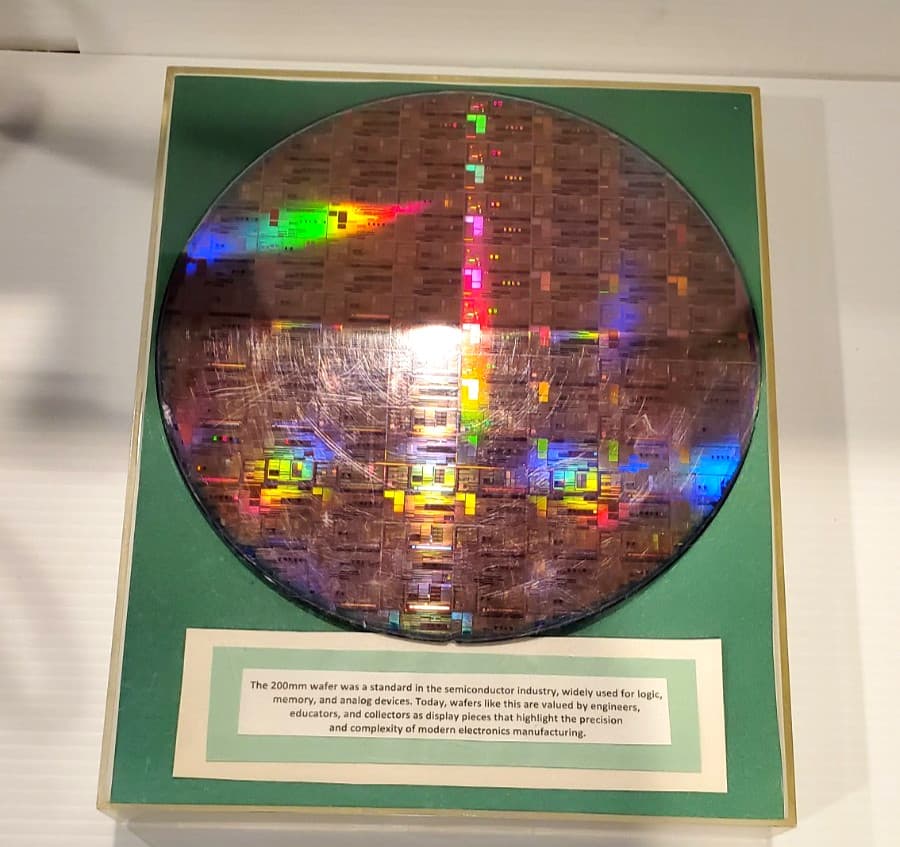 The 200mm wafer was a standard in the semiconductor industry, widely used for logic,
memory, and analog devices. Today, wafers like this are valued by engineers,
educators, and collectors as display pieces that highlight the precision
and complexity of modern electronics manufacturing.